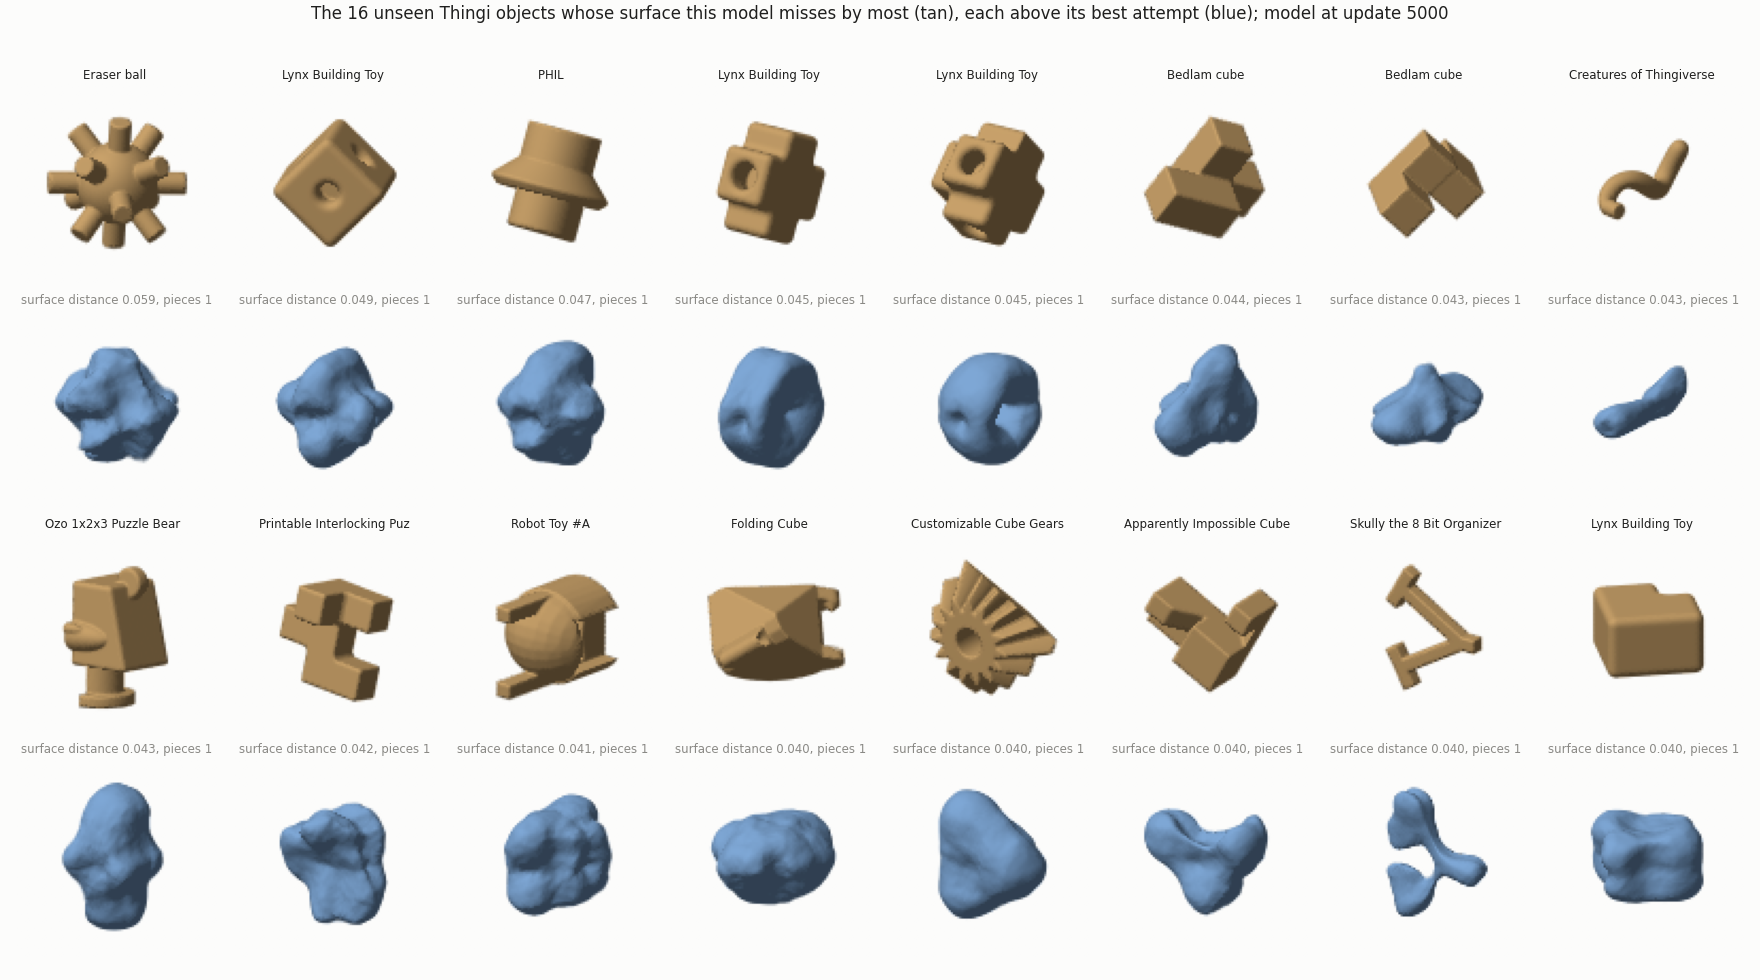 The 16 unseen Thingi objects whose surface this model misses by most (tan), each above its best attempt (blue); model at update 5000
Eraser ball
Lynx Building Toy
PHIL
Lynx Building Toy
Lynx Building Toy
Bedlam cube
Bedlam cube
Creatures of Thingiverse
surface distance 0.059, pieces 1
surface distance 0.049, pieces 1
surface distance 0.047, pieces 1
surface distance 0.045, pieces 1
surface distance 0.045, pieces 1
surface distance 0.044, pieces 1
surface distance 0.043, pieces 1
surface distance 0.043, pieces 1
Ozo 1x2x3 Puzzle Bear
Printable Interlocking Puz
Robot Toy #A
Folding Cube
Customizable Cube Gears
Apparently Impossible Cube
Skully the 8 Bit Organizer
Lynx Building Toy
surface distance 0.043, pieces 1
surface distance 0.042, pieces 1
surface distance 0.041, pieces 1
surface distance 0.040, pieces 1
surface distance 0.040, pieces 1
surface distance 0.040, pieces 1
surface distance 0.040, pieces 1
surface distance 0.040, pieces 1